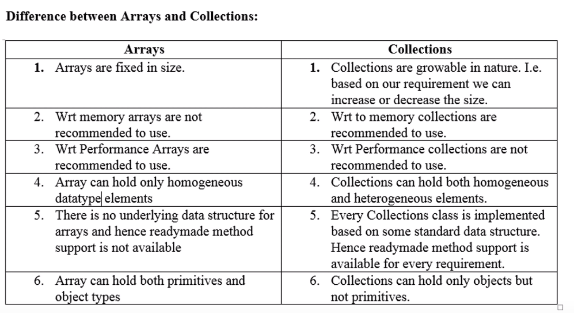 Difference between Arrays and Collections:
Arrays
Collections
1. Arrays are fixed in size.
1. Collections are growable in nature. I.e.
based on our requirement we can
increase or decrease the size.
2. Wrt memory arrays are not
recommended to use.
2. Wrt to memory collections are
recommended to use.
3. Wrt Performance Arrays are
recommended to use.
3. Wrt Performance collections are not
recommended to use.
4. Array can hold only homogeneous
datatype elements
4. Collections can hold both homogeneous
and heterogeneous elements.
5. There is no underlying data structure for
arrays and hence readymade method
support is not available
5. Every Collections class is implemented
based on some standard data structure.
Hence readymade method support is
available for every requirement.
6. Array can hold both primitives and
object types
6. Collections can hold only objects but
not primitives.